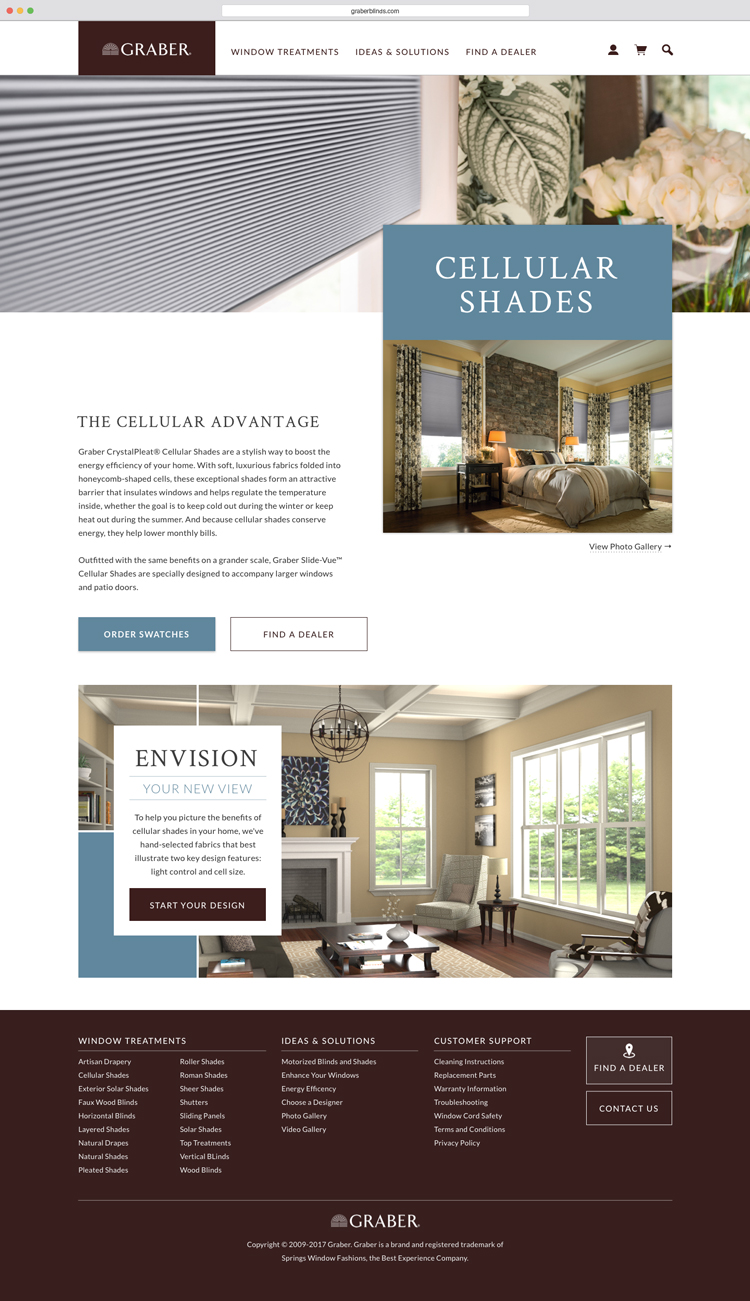 graberblinds.com
GRABER
WINDOW TREATMENTS IDEAS & SOLUTIONS FIND A DEALER
CELLULAR
SHADES
THE CELLULAR ADVANTAGE
Graber CrystalPleat® Cellular Shades are a stylish way to boost the
energy efficiency of your home. With soft, luxurious fabrics folded into
honeycomb-shaped cells, these exceptional shades form an attractive
barrier that insulates windows and helps regulate the temperature
inside, whether the goal is to keep cold out during the winter or keep
heat out during the summer. And because cellular shades conserve
energy, they help lower monthly bills.
View Photo Gallery →
Outfitted with the same benefits on a grander scale, Graber Slide-Vue™
Cellular Shades are specially designed to accompany larger windows
and patio doors.
ORDER SWATCHES FIND A DEALER
ENVISION
YOUR NEW VIEW
To help you picture the benefits of
cellular shades in your home, we've
hand-selected fabrics that best
illustrate two key design features:
light control and cell size.
START YOUR DESIGN
WINDOW TREATMENTS
Artisan Drapery
Cellular Shades
Exterior Solar Shades
Faux Wood Blinds
Horizontal Blinds
Layered Shades
Natural Drapes
Natural Shades
Pleated Shades
Roller Shades
Roman Shades
Sheer Shades
Shutters
Sliding Panels
Solar Shades
Top Treatments
Vertical BLinds
Wood Blinds
IDEAS & SOLUTIONS
Motorized Blinds and Shades
Enhance Your Windows
Energy Efficency
Choose a Designer
Photo Gallery
Video Gallery
CUSTOMER SUPPORT
Cleaning Instructions
Replacement Parts
Warranty Information
Troubleshooting
Window Cord Safety
Terms and Conditions
Privacy Policy
FIND A DEALER
CONTACT US
GRABER
Copyright © 2009-2017 Graber. Graber is a brand and registered trademark of
Springs Window Fashions, the Best Experience Company.